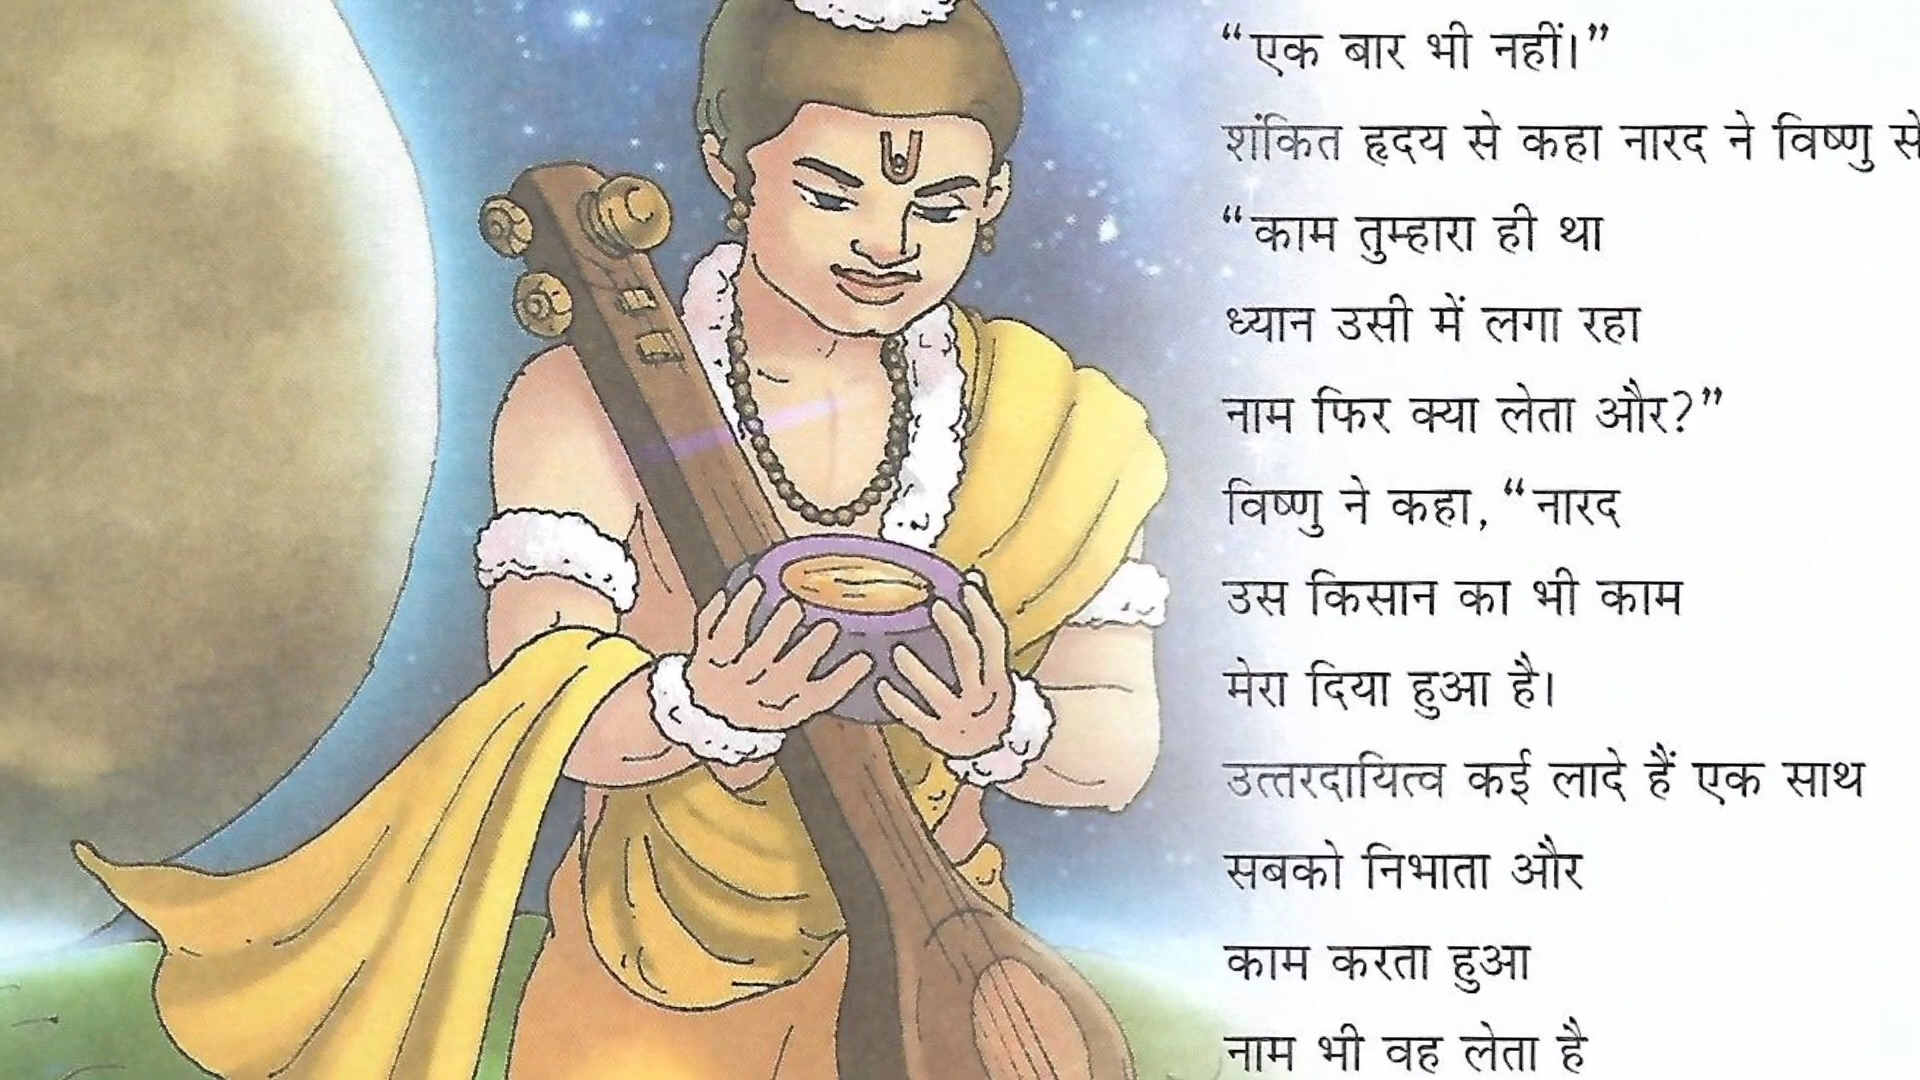 “एक बार भी नहीं।”
शंकित हृदय से कहा नारद ने विष्णु से
“काम तुम्हारा ही था
ध्यान उसी में लगा रहा
नाम फिर क्या लेता और?”
विष्णु ने कहा, “नारद
उस किसान का भी काम
मेरा दिया हुआ है।
उत्तरदायित्व कई लादे हैं एक साथ
सबको निभाता और
काम करता हुआ
नाम भी वह लेता है